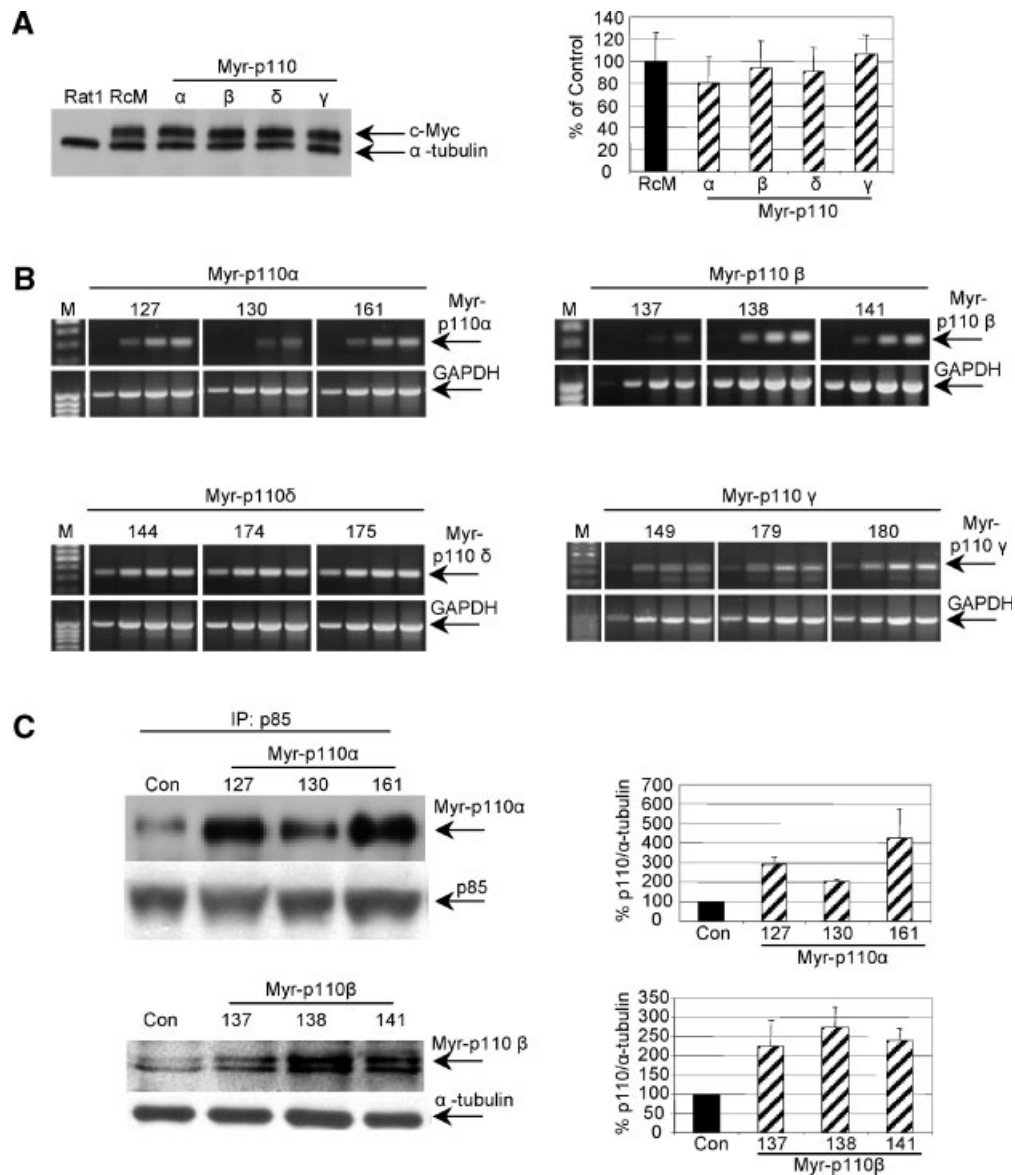 A
Myr-p110
Rat1 RcM α β δ γ
c-Myc
α -tubulin
% of Control
140
120
100
80
60
40
20
0
RcM α β δ γ
Myr-p110
B
Myr-p110α
M 127 130 161 Myr-p110α
GAPDH
Myr-p110 β
M 137 138 141 Myr-p110 β
GAPDH
Myr-p110δ
M 144 174 175 Myr-p110 δ
GAPDH
Myr-p110 γ
M 149 179 180 Myr-p110 γ
GAPDH
C
IP: p85
Myr-p110α
Con 127 130 161
Myr-p110α
p85
% p110/α-tubulin
700
600
500
400
300
200
100
0
Con 127 130 161
Myr-p110α
Myr-p110β
Con 137 138 141
Myr-p110 β
α -tubulin
% p110/α-tubulin
350
300
250
200
150
100
50
0
Con 137 138 141
Myr-p110β